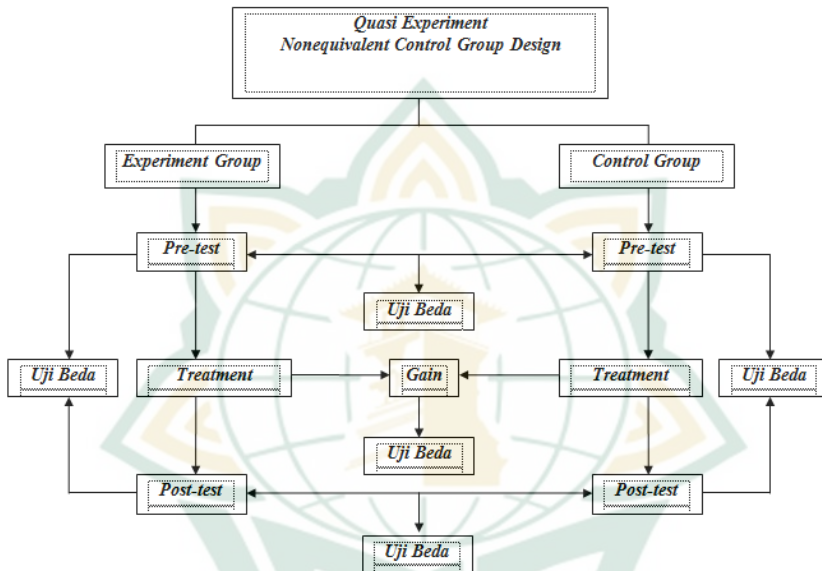 Quasi Experiment
Nonequivalent Control Group Design
Experiment Group
Control Group
Pre-test
Pre-test
Uji Beda
Uji Beda
Treatment
Gain
Treatment
Uji Beda
Uji Beda
Post-test
Post-test
Uji Beda